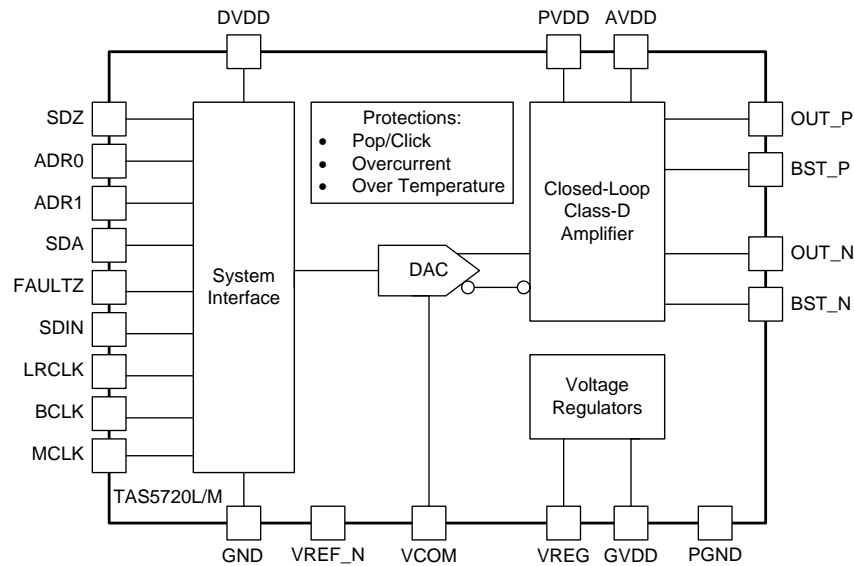 DVDD
PVDD
AVDD
SDZ
ADR0
ADR1
SDA
FAULTZ
SDIN
LRCLK
BCLK
MCLK
System
Interface
Protections:
• Pop/Click
• Overcurrent
• Over Temperature
DAC
Closed-Loop
Class-D
Amplifier
OUT_P
BST_P
OUT_N
BST_N
Voltage
Regulators
TAS5720L/M
GND
VREF_N
VCOM
VREG
GVDD
PGND